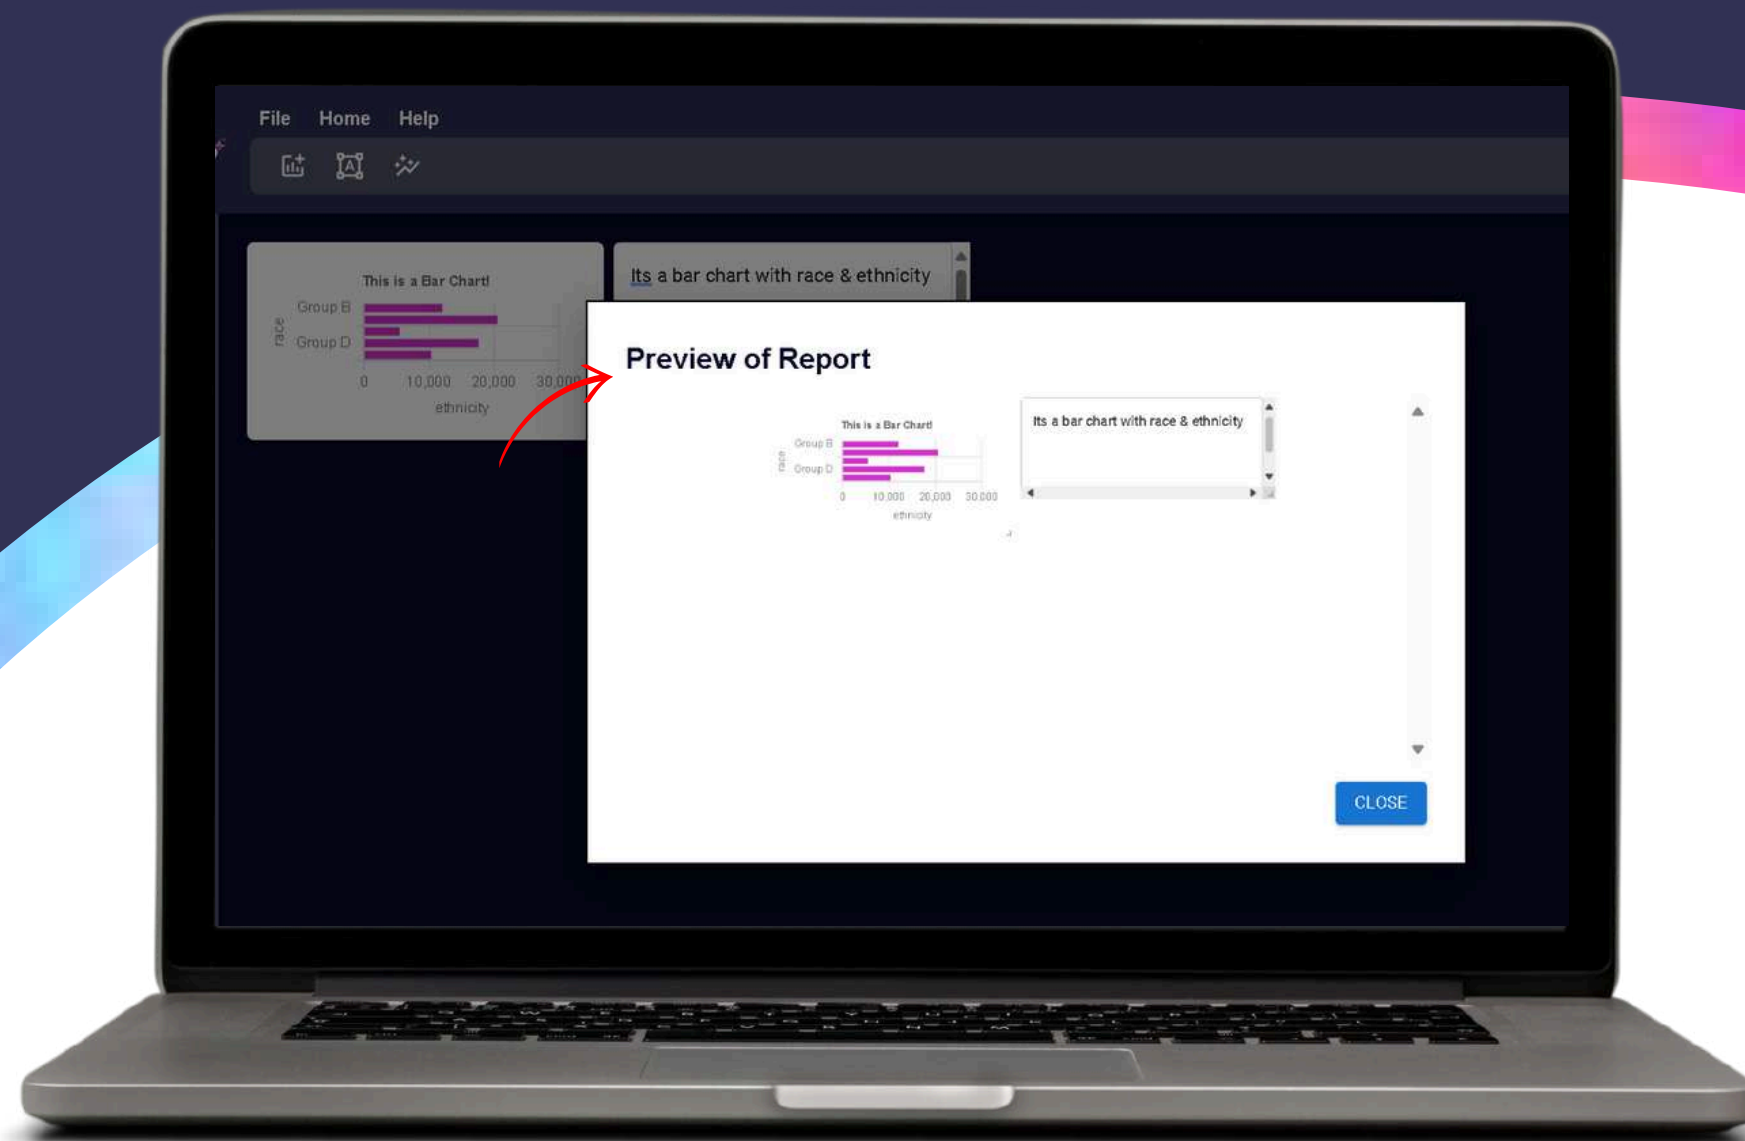 File Home Help
This is a Bar Chart!
Group B
race
Group D
0 10,000 20,000 30,000
ethnicity
Its a bar chart with race & ethnicity
Preview of Report
This is a Bar Chart!
Group B
race
Group D
0 10,000 20,000 30,000
ethnicity
Its a bar chart with race & ethnicity
CLOSE